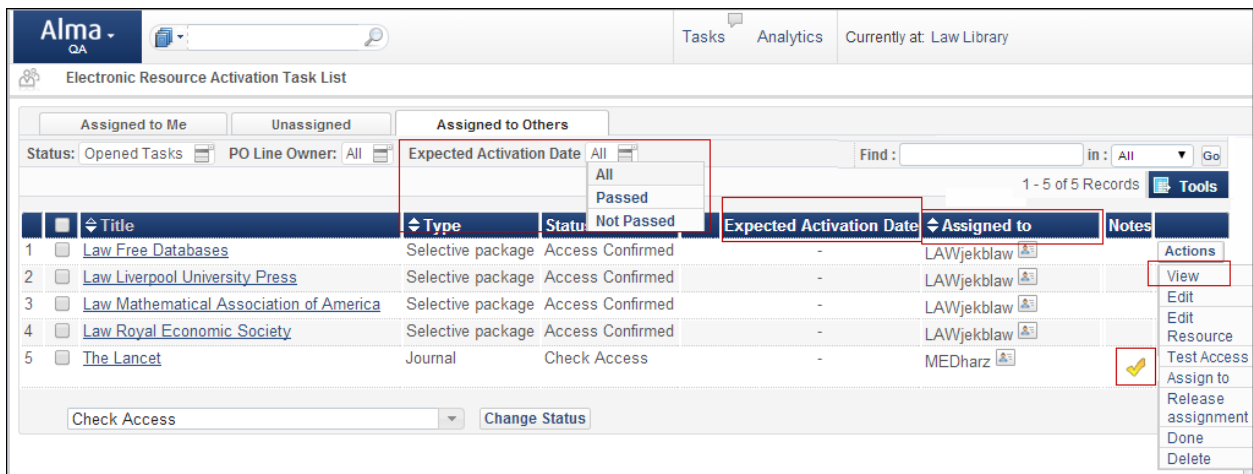 Alma
QA
Tasks Analytics Currently at: Law Library
Electronic Resource Activation Task List
Assigned to Me Unassigned Assigned to Others
Status: Opened Tasks PO Line Owner: All Expected Activation Date All Find : in : All Go
All
Passed
Not Passed
1 - 5 of 5 Records Tools
Title Type Expected Activation Date Assigned to Notes
1 Law Free Databases Selective package Access Confirmed - LAWjekblaw Actions
2 Law Liverpool University Press Selective package Access Confirmed - LAWjekblaw
3 Law Mathematical Association of America Selective package Access Confirmed - LAWjekblaw
4 Law Royal Economic Society Selective package Access Confirmed - LAWjekblaw
5 The Lancet Journal Check Access - MEDharz
View
Edit
Edit
Resource
Test Access
Assign to
Release
assignment
Done
Delete
Check Access Change Status